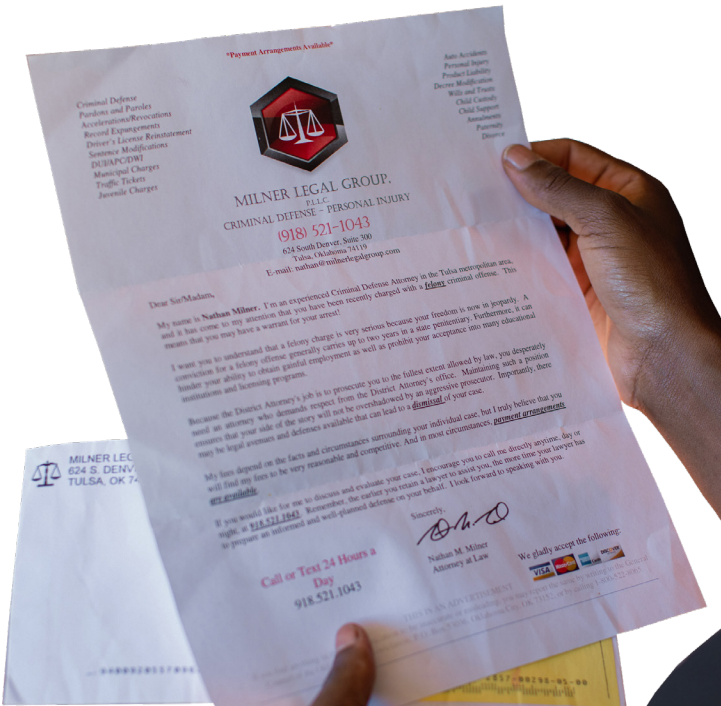 *Payment Arrangements Available*
Criminal Defense
Pardons and Paroles
Accelerations/Revocations
Record Expungements
Driver's License Reinstatement
Sentence Modifications
DUI/APC/DWI
Municipal Charges
Traffic Tickets
Juvenile Charges
Auto Accidents
Personal Injury
Product Liability
Decree Modification
Wills and Trusts
Child Custody
Child Support
Annulments
Paternity
Divorce
MILNER LEGAL GROUP,
P.L.L.C.
CRIMINAL DEFENSE – PERSONAL INJURY
(918) 521-1043
624 South Denver, Suite 300
Tulsa, Oklahoma 74119
E-mail: nathan@milnerlegalgroup.com
Dear Sir/Madam,
My name is Nathan Milner. I'm an experienced Criminal Defense Attorney in the Tulsa metropolitan area,
and it has come to my attention that you have been recently charged with a felony criminal offense. This
means that you may have a warrant for your arrest!
I want you to understand that a felony charge is very serious because your freedom is now in jeopardy. A
conviction for a felony offense generally carries up to two years in a state penitentiary. Furthermore, it can
hinder your ability to obtain gainful employment as well as prohibit your acceptance into many educational
institutions and licensing programs.
Because the District Attorney's job is to prosecute you to the fullest extent allowed by law, you desperately
need an attorney who demands respect from the District Attorney's office. Maintaining such a position
ensures that your side of the story will not be overshadowed by an aggressive prosecutor. Importantly, there
may be legal avenues and defenses available that can lead to a dismissal of your case.
My fees depend on the facts and circumstances surrounding your individual case, but I truly believe that you
will find my fees to be very reasonable and competitive. And in most circumstances, payment arrangements
are available.
If you would like for me to discuss and evaluate your case, I encourage you to call me directly anytime, day or
night, at 918.521.1043. Remember, the earlier you retain a lawyer to assist you, the more time your lawyer has
to prepare an informed and well-planned defense on your behalf. I look forward to speaking with you.
Sincerely,
Nathan M. Milner
Attorney at Law
Call or Text 24 Hours a
Day
918.521.1043
We gladly accept the following:
VISA
THIS IS AN ADVERTISEMENT
MILNER LEG
624 S. DENV
TULSA, OK 74